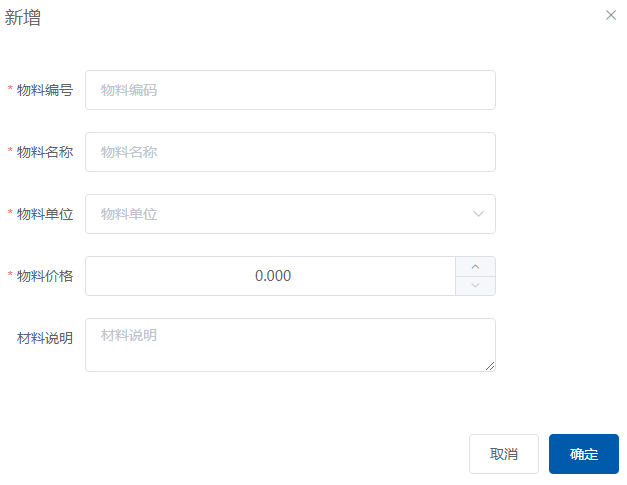 新增
* 物料编号 物料编码
* 物料名称 物料名称
* 物料单位 物料单位
* 物料价格 0.000
材料说明 材料说明
取消 确定